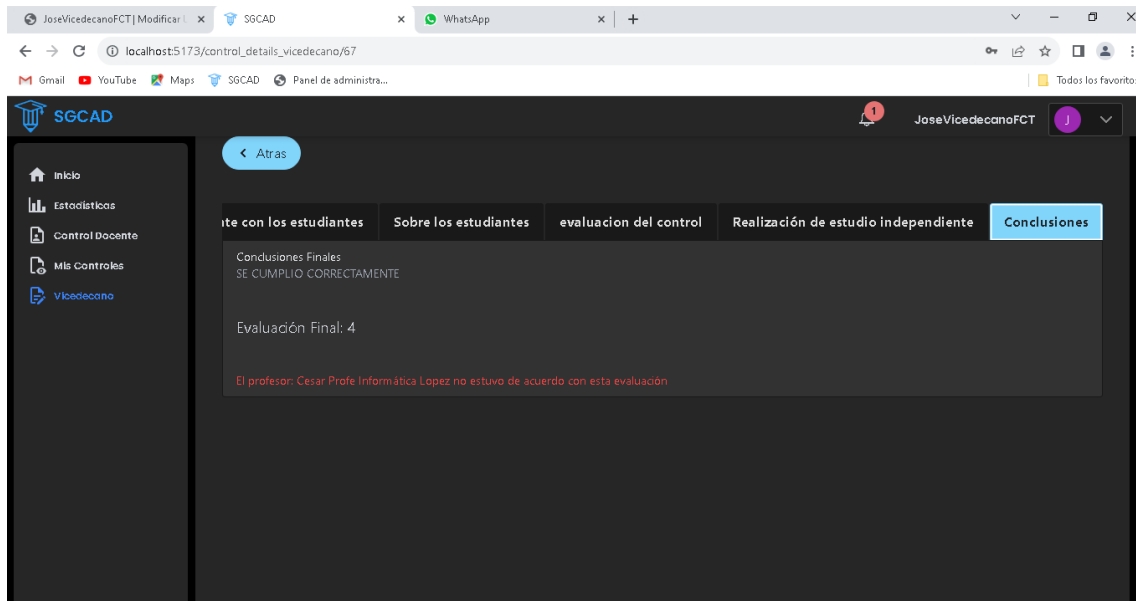 JoseVicedecanoFCT | Modificar
SGCAD
WhatsApp
localhost:5173/control_details_vicedecano/67
Gmail
YouTube
Maps
SGCAD
Panel de administra...
Todos los favoritos
SGCAD
1
JoseVicedecanoFCT
J
Atras
Inicio
Estadísticas
Control Docente
Mis Controles
Vicedecano
nte con los estudiantes
Sobre los estudiantes
evaluacion del control
Realización de estudio independiente
Conclusiones
Conclusiones Finales
SE CUMPLIO CORRECTAMENTE
Evaluación Final: 4
El profesor: Cesar Profe Informática Lopez no estuvo de acuerdo con esta evaluación